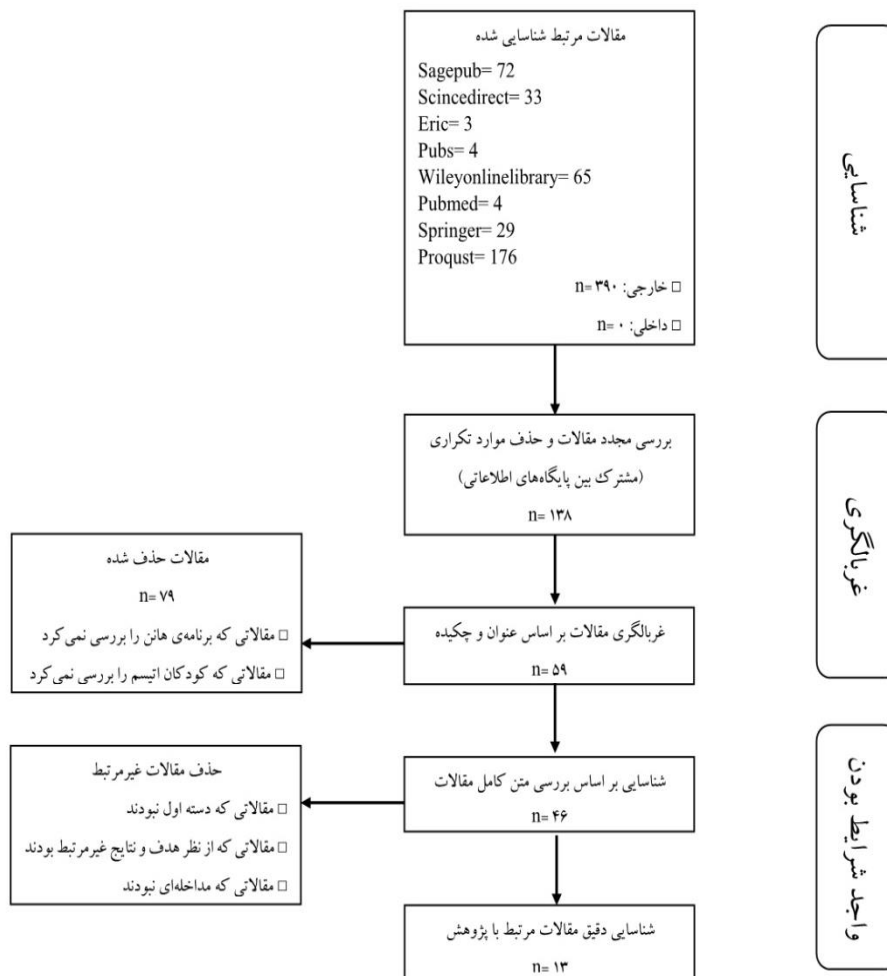 مقالات مرتبط شناسایی شده
Sagepub= 72
Scincedirect= 33
Eric= 3
Pubs= 4
Wileyonlinelibrary= 65
Pubmed= 4
Springer= 29
Proqust= 176
□ خارجی: n= ۳۹۰
□ داخلی: n= ۰
شناسایی
بررسی مجدد مقالات و حذف موارد تکراری
(مشترک بین پایگاه‌های اطلاعاتی)
n= ۱۳۸
غربالگری
غربالگری مقالات بر اساس عنوان و چکیده
n= ۵۹
مقالات حذف شده
n= ۷۹
□ مقالاتی که برنامه‌ی هانن را بررسی نمی‌کرد
□ مقالاتی که کودکان اتیسم را بررسی نمی‌کرد
واجد شرایط بودن
شناسایی بر اساس بررسی متن کامل مقالات
n= ۴۶
حذف مقالات غیرمرتبط
□ مقالاتی که دسته اول نبودند
□ مقالاتی که از نظر هدف و نتایج غیرمرتبط بودند
□ مقالاتی که مداخله‌ای نبودند
شناسایی دقیق مقالات مرتبط با پژوهش
n= ۱۳